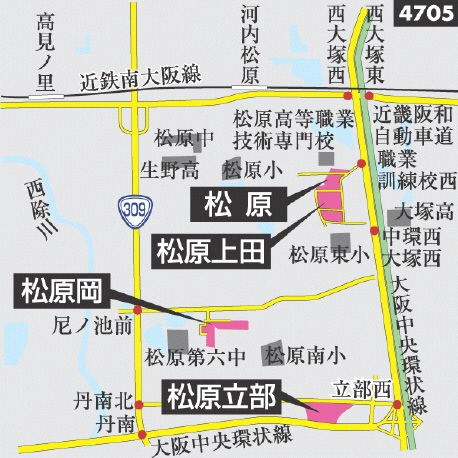 4705
高見ノ里
河内松原
西大塚西
西大塚東
近鉄南大阪線
近畿阪和
自動車道
松原高等職業
技術専門校
松原中
生野高
松原小
職業
訓練校西
西除川
309
松原
大塚高
松原上田
松原東小
中環西
大塚西
松原岡
尼ノ池前
大阪中央環状線
松原第六中
松原南小
松原立部
立部西
丹南北
丹南
大阪中央環状線